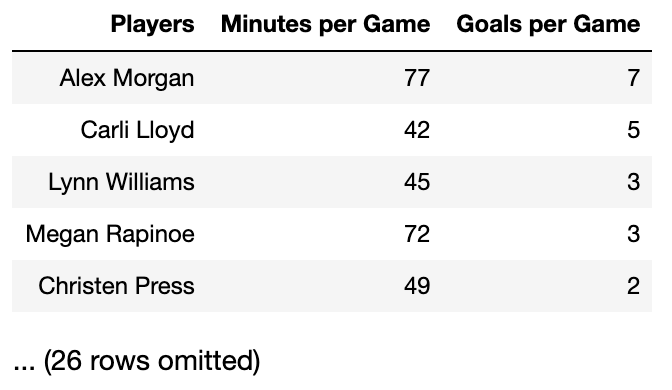 Players Minutes per Game Goals per Game
Alex Morgan 77 7
Carli Lloyd 42 5
Lynn Williams 45 3
Megan Rapinoe 72 3
Christen Press 49 2
... (26 rows omitted)